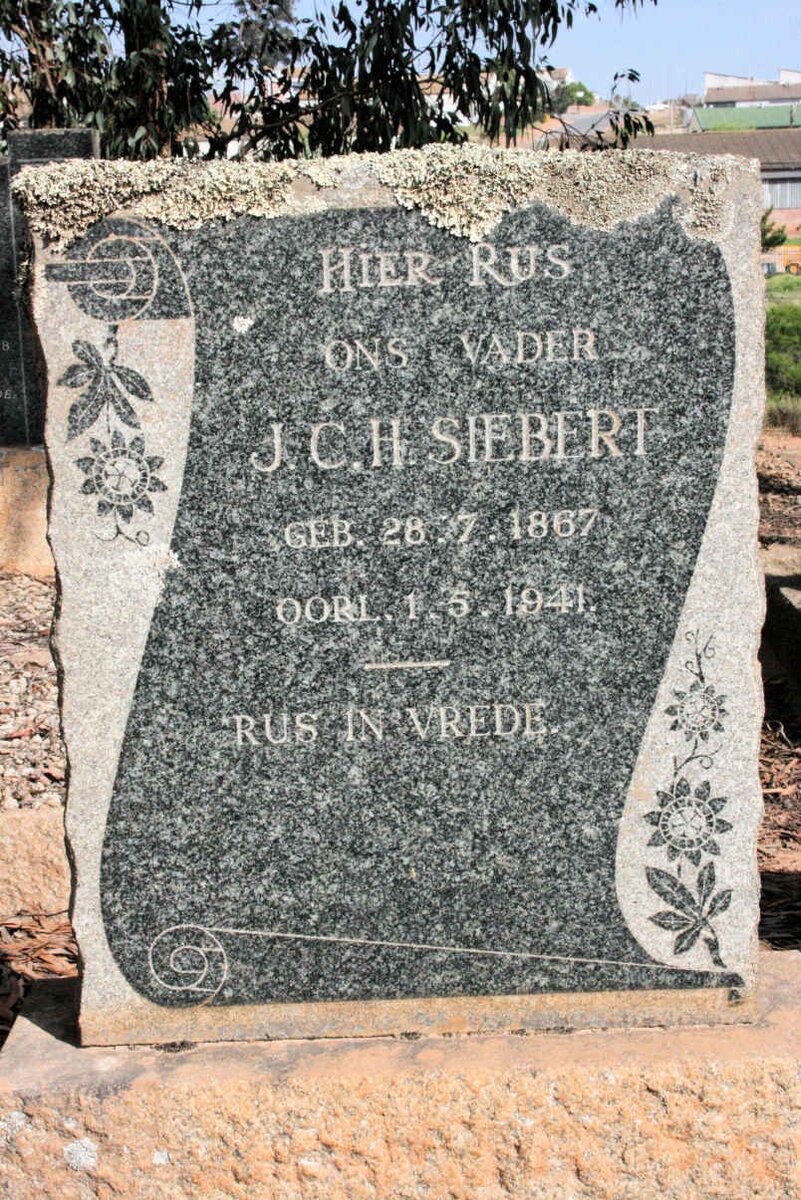 HIER RUS
ONS VADER
J. C. H. SIEBERT
GEB. 28. 7. 1867
OORL. 1. 5. 1941.
RUS IN VREDE.